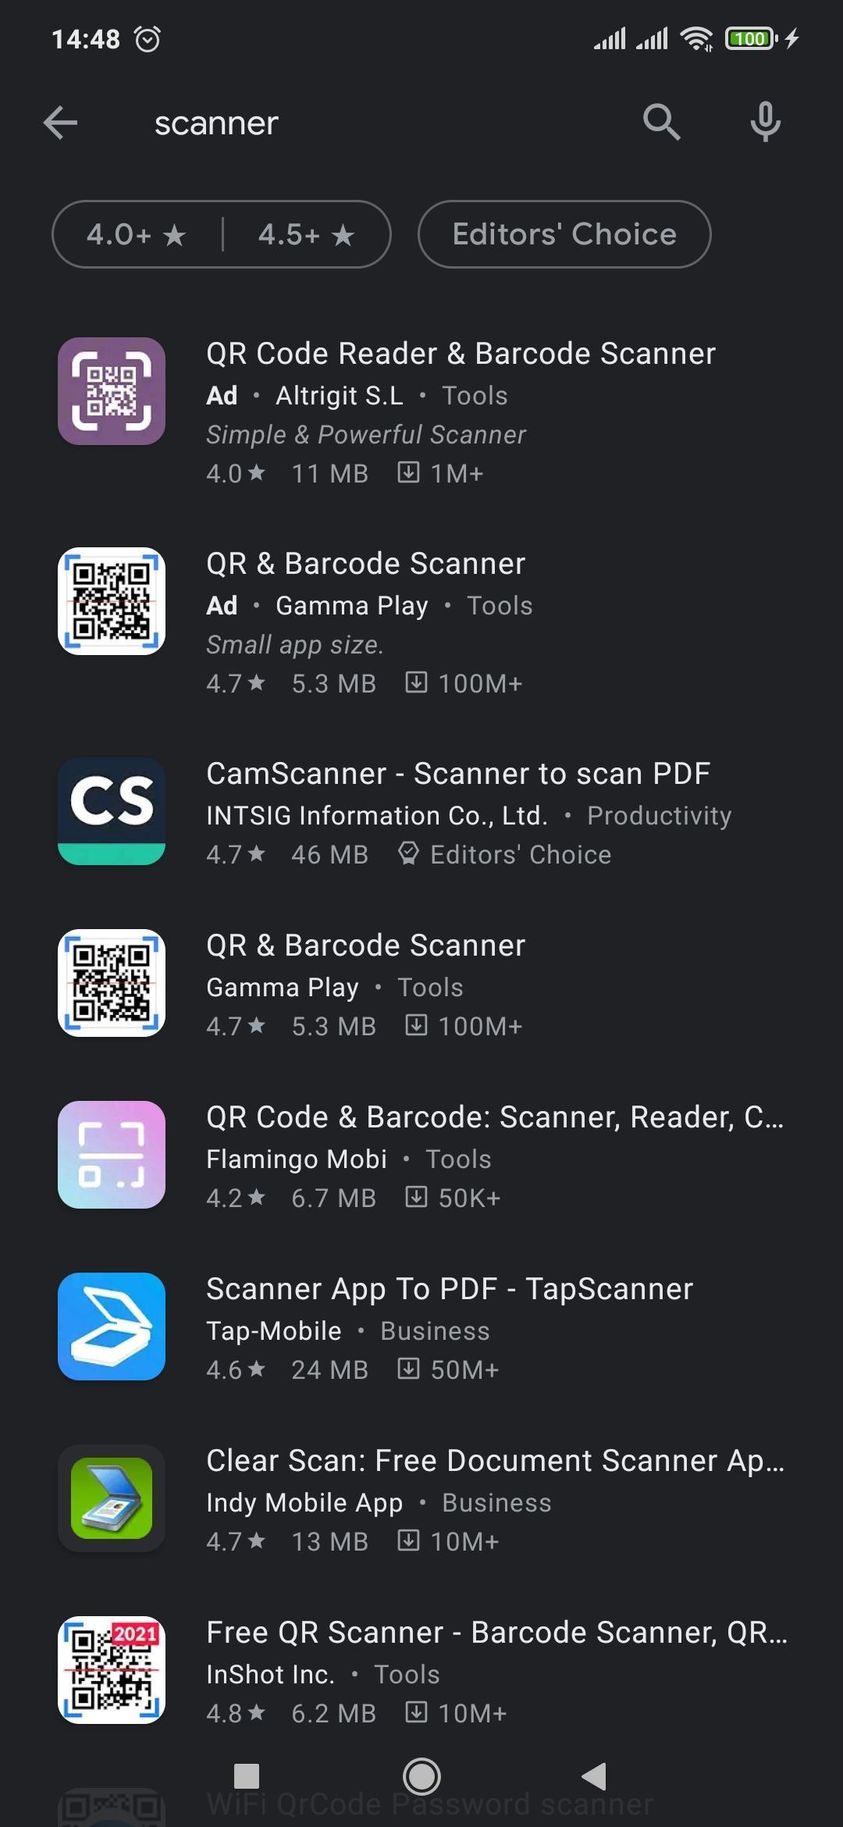 14:48
100
scanner
4.0+ ★ | 4.5+ ★
Editors' Choice
QR Code Reader & Barcode Scanner
Ad • Altrigit S.L • Tools
Simple & Powerful Scanner
4.0 ★ 11 MB 1M+
QR & Barcode Scanner
Ad • Gamma Play • Tools
Small app size.
4.7 ★ 5.3 MB 100M+
CS
CamScanner - Scanner to scan PDF
INTSIG Information Co., Ltd. • Productivity
4.7 ★ 46 MB Editors' Choice
QR & Barcode Scanner
Gamma Play • Tools
4.7 ★ 5.3 MB 100M+
QR Code & Barcode: Scanner, Reader, C...
Flamingo Mobi • Tools
4.2 ★ 6.7 MB 50K+
Scanner App To PDF - TapScanner
Tap-Mobile • Business
4.6 ★ 24 MB 50M+
Clear Scan: Free Document Scanner Ap...
Indy Mobile App • Business
4.7 ★ 13 MB 10M+
2021
Free QR Scanner - Barcode Scanner, QR...
InShot Inc. • Tools
4.8 ★ 6.2 MB 10M+
WiFi QrCode Password scanner